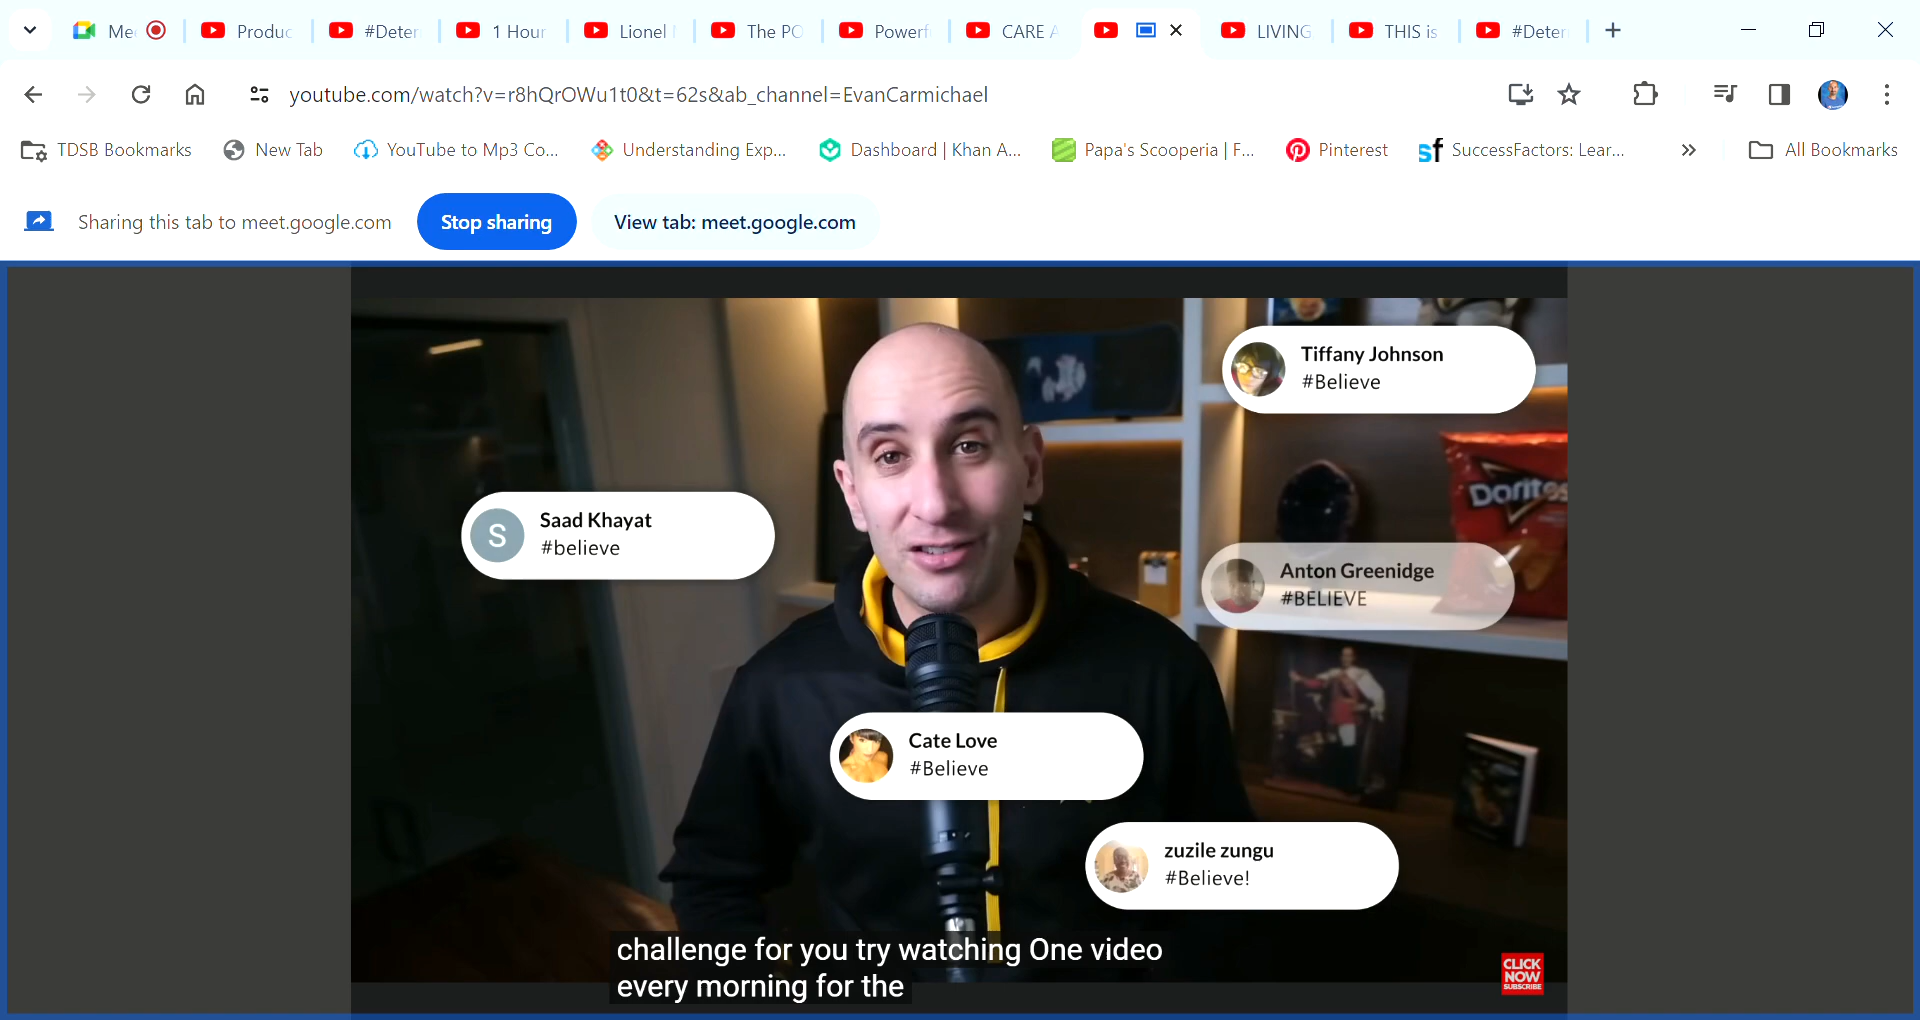 Me
Produc
#Deter
1 Hour
Lionel
The PO
Powerf
CARE A
LIVING
THIS is
#Deter
youtube.com/watch?v=r8hQrOWu1t0&t=62s&ab_channel=EvanCarmichael
TDSB Bookmarks
New Tab
YouTube to Mp3 Co...
Understanding Exp...
Dashboard | Khan A...
Papa's Scooperia | F...
Pinterest
sf SuccessFactors: Lear...
All Bookmarks
Sharing this tab to meet.google.com
Stop sharing
View tab: meet.google.com
Tiffany Johnson
#Believe
Doritos
S
Saad Khayat
#believe
Anton Greenidge
#BELIEVE
Cate Love
#Believe
zuzile zungu
#Believe!
challenge for you try watching One video
every morning for the
CLICK
NOW
SUBSCRIBE